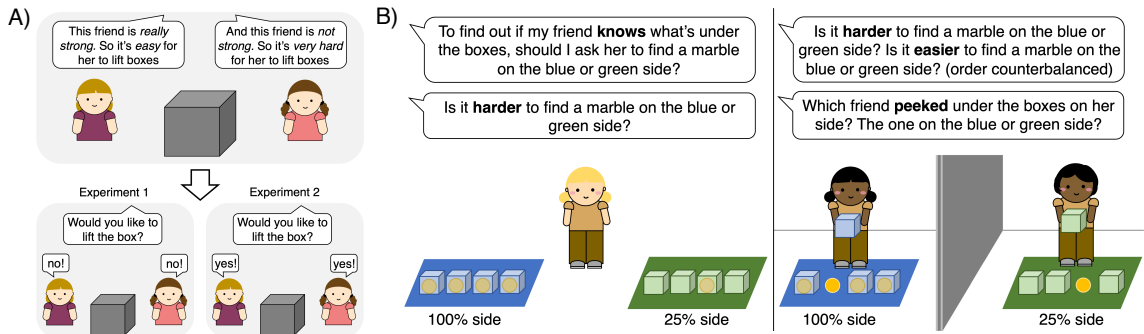 A)
This friend is really
strong. So it's easy for
her to lift boxes
And this friend is not
strong. So it's very hard
for her to lift boxes
Experiment 1
Would you like to
lift the box?
no!
no!
Experiment 2
Would you like to
lift the box?
yes!
yes!
B)
To find out if my friend knows what's under
the boxes, should I ask her to find a marble
on the blue or green side?
Is it harder to find a marble on the blue or
green side?
100% side
25% side
Is it harder to find a marble on the blue or
green side? Is it easier to find a marble on the
blue or green side? (order counterbalanced)
Which friend peeked under the boxes on her
side? The one on the blue or green side?
100% side
25% side